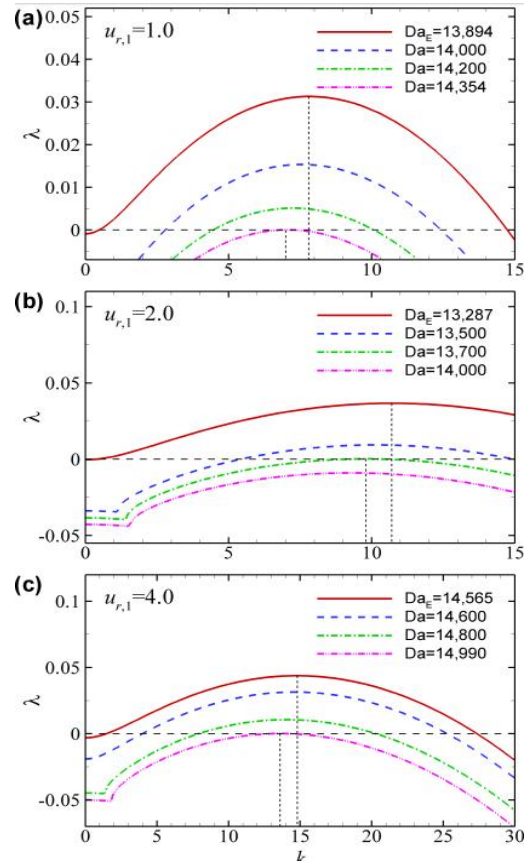 (a)
u_{r,1}=1.0
Da_E=13,894
Da=14,000
Da=14,200
Da=14,354
λ
0.05
0.04
0.03
0.02
0.01
0
0 5 10 15
(b)
u_{r,1}=2.0
Da_E=13,287
Da=13,500
Da=13,700
Da=14,000
λ
0.1
0.05
0
-0.05
0 5 10 15
(c)
u_{r,1}=4.0
Da_E=14,565
Da=14,600
Da=14,800
Da=14,990
λ
0.1
0.05
0
-0.05
0 5 10 15 20 25 30
k